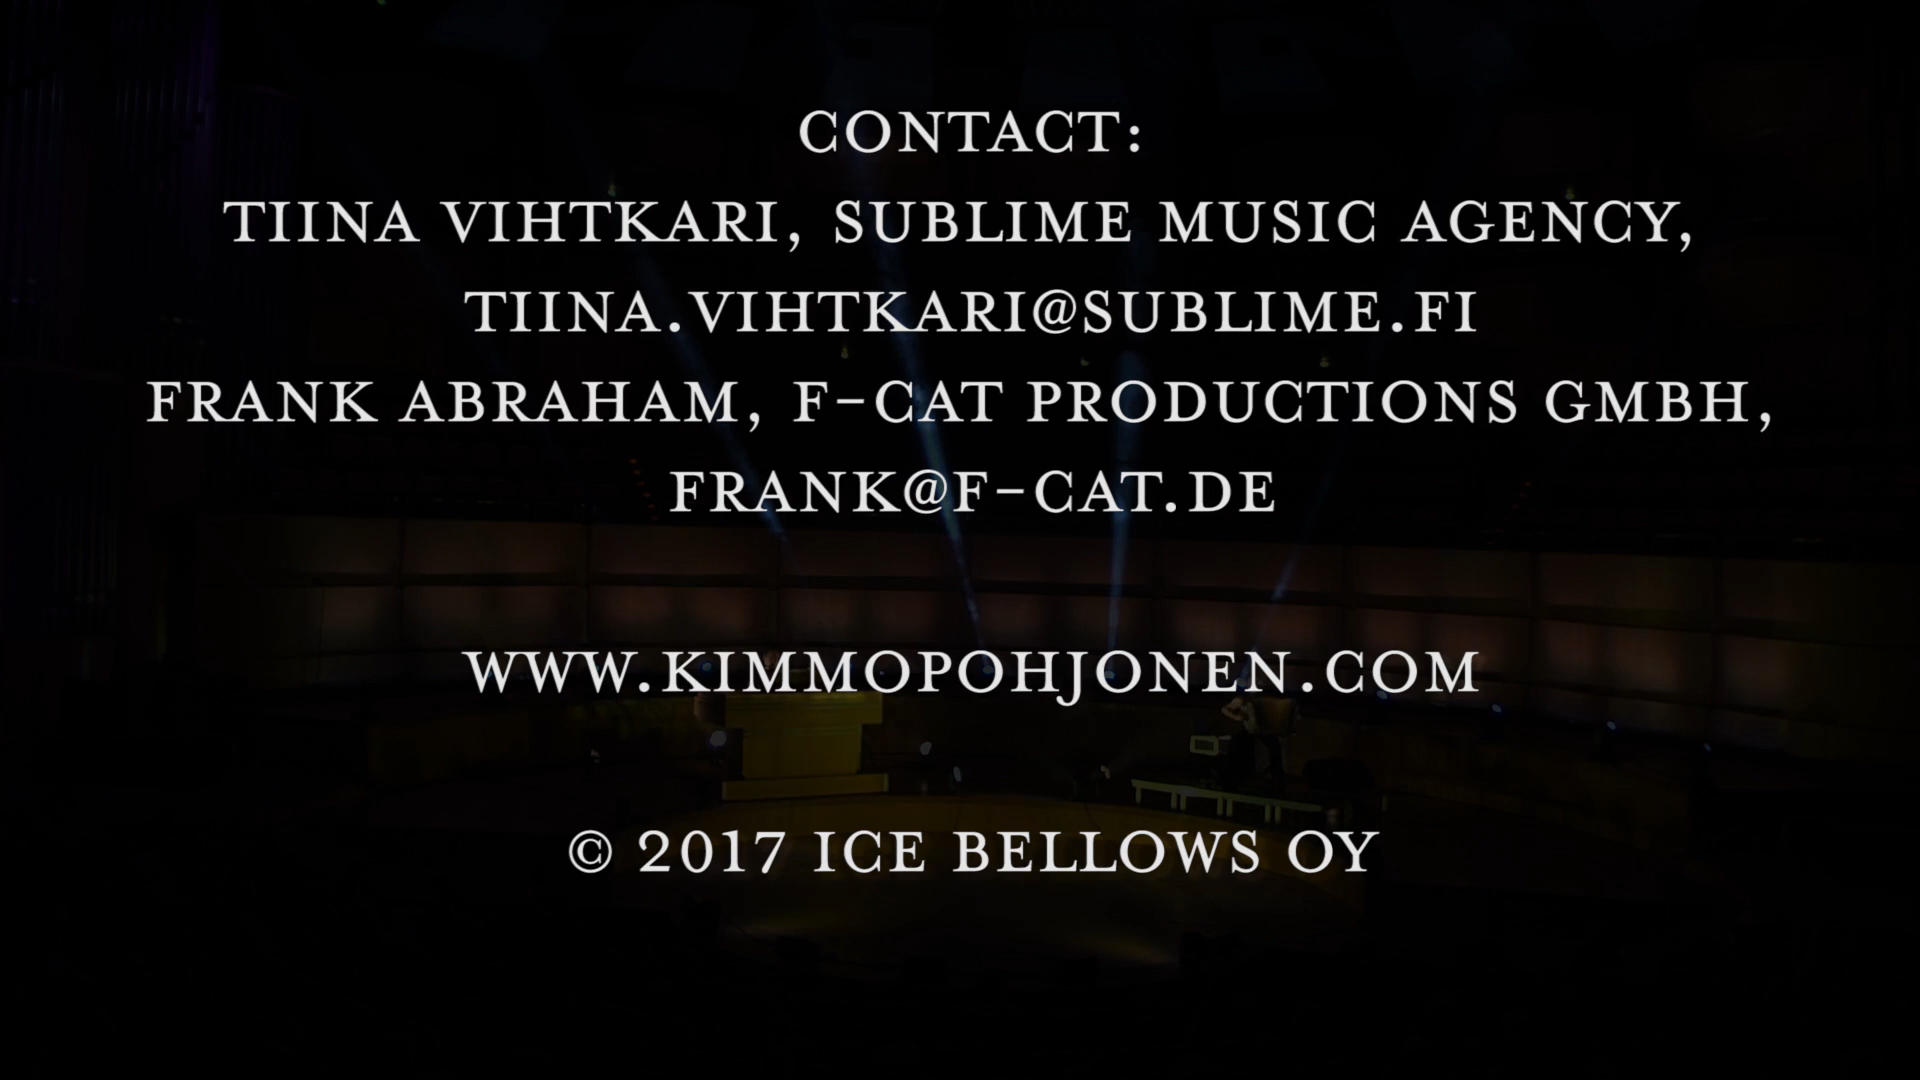 CONTACT:
TIINA VIHTKARI, SUBLIME MUSIC AGENCY,
TIINA.VIHTKARI@SUBLIME.FI
FRANK ABRAHAM, F-CAT PRODUCTIONS GMBH,
FRANK@F-CAT.DE
WWW.KIMMOPOHJONEN.COM
© 2017 ICE BELLOWS OY